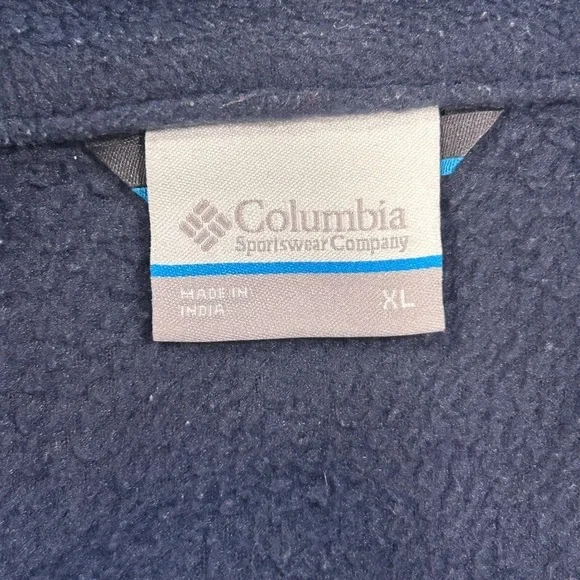 Columbia
Sportswear Company
MADE IN
INDIA
XL